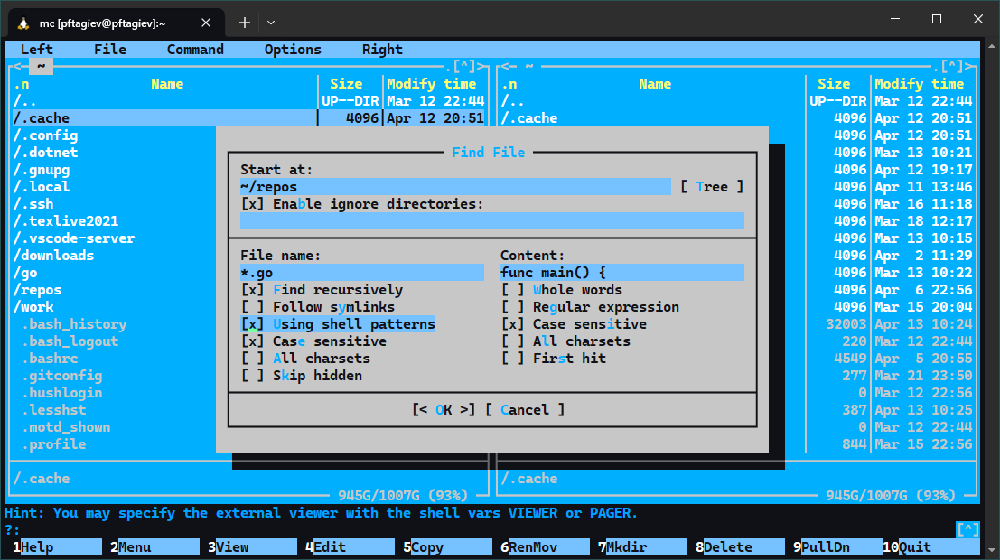 mc [pftagiev@pftagiev]:~
Left File Command Options Right
<— ~ .[^]> <— ~ .[^]>
.n Name Size Modify time .n Name Size Modify time
/.. UP--DIR Mar 12 22:44 /.. UP--DIR Mar 12 22:44
/.cache 4096 Apr 12 20:51 /.cache 4096 Apr 12 20:51
/.config 4096 Apr 12 20:51
/.dotnet Find File 4096 Mar 13 10:21
/.gnupg Start at: 4096 Apr 12 19:17
/.local ~/repos [ Tree ] 4096 Apr 11 13:46
/.ssh [x] Enable ignore directories: 4096 Mar 16 11:18
/.texlive2021 4096 Mar 18 12:17
/.vscode-server 4096 Mar 13 10:15
/downloads File name: Content: 4096 Apr 2 11:29
/go *.go func main() { 4096 Mar 13 10:22
/repos [x] Find recursively [ ] Whole words 4096 Apr 6 22:56
/work [ ] Follow symlinks [ ] Regular expression 4096 Mar 15 20:04
.bash_history [x] Using shell patterns [x] Case sensitive 32003 Apr 13 10:24
.bash_logout [x] Case sensitive [ ] All charsets 220 Mar 12 22:44
.bashrc [ ] All charsets [ ] First hit 4549 Apr 5 20:55
.gitconfig [ ] Skip hidden 277 Mar 21 23:50
.hushlogin 0 Mar 12 22:56
.lesshst [< OK >] [ Cancel ] 387 Apr 13 10:25
.motd_shown 0 Mar 12 22:44
.profile 844 Mar 15 22:56
/.cache /.cache
945G/1007G (93%) 945G/1007G (93%)
Hint: You may specify the external viewer with the shell vars VIEWER or PAGER.
?: [^]
1Help 2Menu 3View 4Edit 5Copy 6RenMov 7Mkdir 8Delete 9PullDn 10Quit